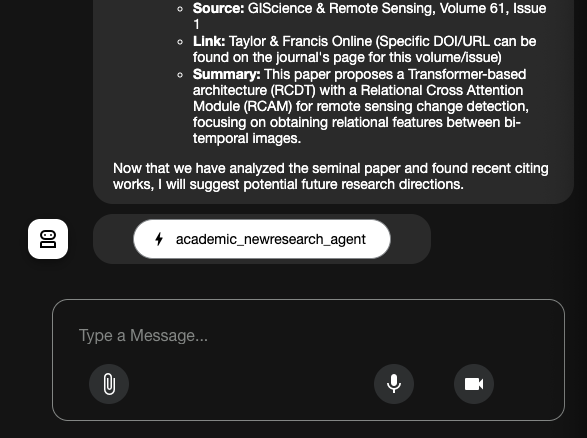 Source: GIScience & Remote Sensing, Volume 61, Issue
1
Link: Taylor & Francis Online (Specific DOI/URL can be
found on the journal's page for this volume/issue)
Summary: This paper proposes a Transformer-based
architecture (RCDT) with a Relational Cross Attention
Module (RCAM) for remote sensing change detection,
focusing on obtaining relational features between bi-
temporal images.
Now that we have analyzed the seminal paper and found recent citing
works, I will suggest potential future research directions.
academic_newresearch_agent
Type a Message...